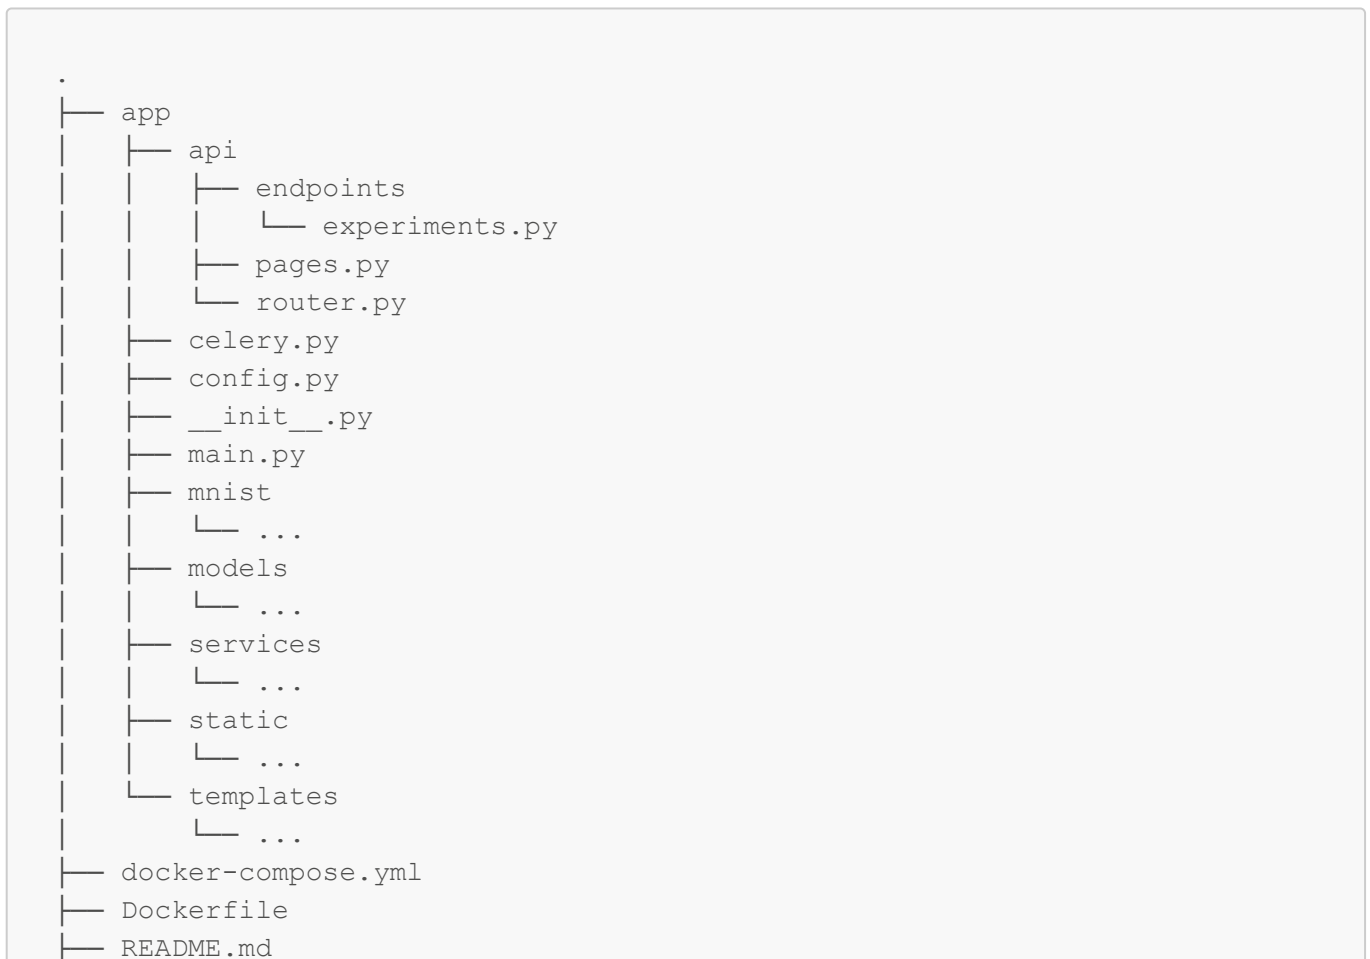 .
├── app
│   ├── api
│   │   ├── endpoints
│   │   │   └── experiments.py
│   │   ├── pages.py
│   │   └── router.py
│   ├── celery.py
│   ├── config.py
│   ├── __init__.py
│   ├── main.py
│   ├── mnist
│   │   └── ...
│   ├── models
│   │   └── ...
│   ├── services
│   │   └── ...
│   ├── static
│   │   └── ...
│   └── templates
│       └── ...
├── docker-compose.yml
├── Dockerfile
├── README.md